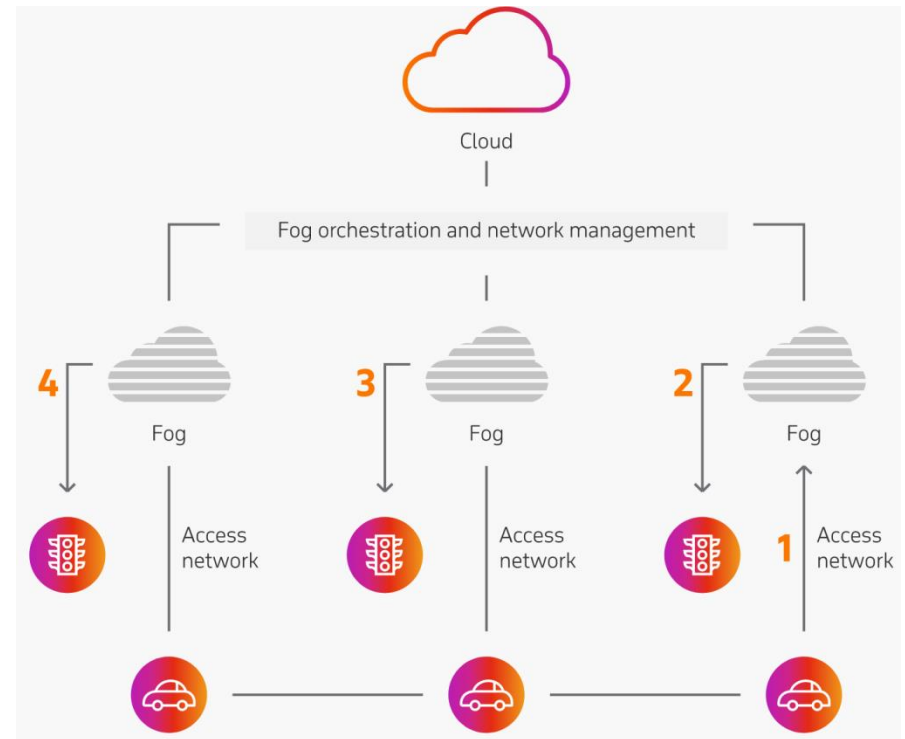 Cloud
Fog orchestration and network management
4
3
2
Fog
Fog
Fog
Access
network
Access
network
1
Access
network